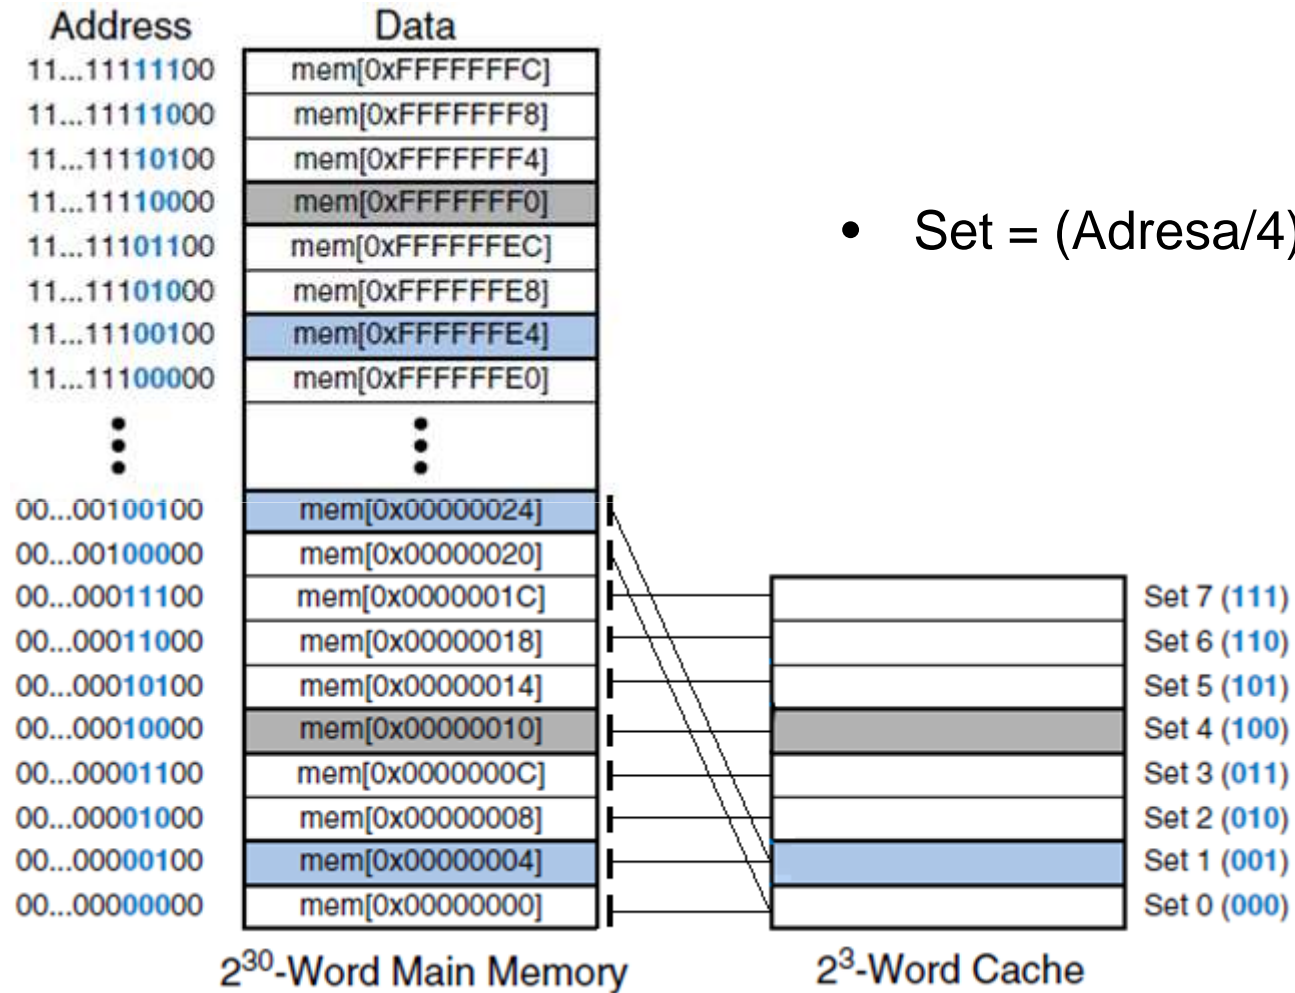 Address Data
11...11111100 mem[0xFFFFFFFC]
11...11111000 mem[0xFFFFFFF8]
11...11110100 mem[0xFFFFFFF4]
11...11110000 mem[0xFFFFFFF0]
• Set = (Adresa/4)
11...11101100 mem[0xFFFFFFEC]
11...11101000 mem[0xFFFFFFE8]
11...11100100 mem[0xFFFFFFE4]
11...11100000 mem[0xFFFFFFE0]
00...00100100 mem[0x00000024]
00...00100000 mem[0x00000020]
00...00011100 mem[0x0000001C] Set 7 (111)
00...00011000 mem[0x00000018] Set 6 (110)
00...00010100 mem[0x00000014] Set 5 (101)
00...00010000 mem[0x00000010] Set 4 (100)
00...00001100 mem[0x0000000C] Set 3 (011)
00...00001000 mem[0x00000008] Set 2 (010)
00...00000100 mem[0x00000004] Set 1 (001)
00...00000000 mem[0x00000000] Set 0 (000)
2³⁰-Word Main Memory 2³-Word Cache